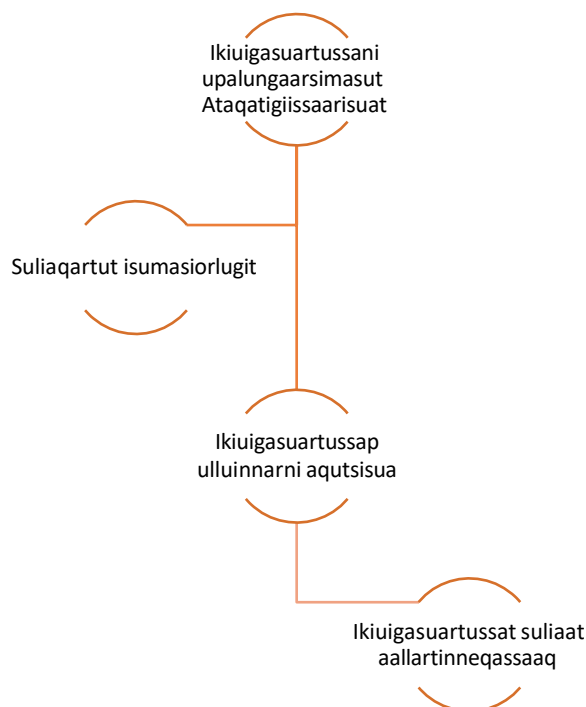 Ikiuigasuartussani
upalungaarsimasut
Ataqatigiissaarisuat
Suliaqartut isumasiorlugit
Ikiuigasuartussap
ulluinnarni aqutsisua
Ikiuigasuartussat suliaat
aallartinneqassaaq